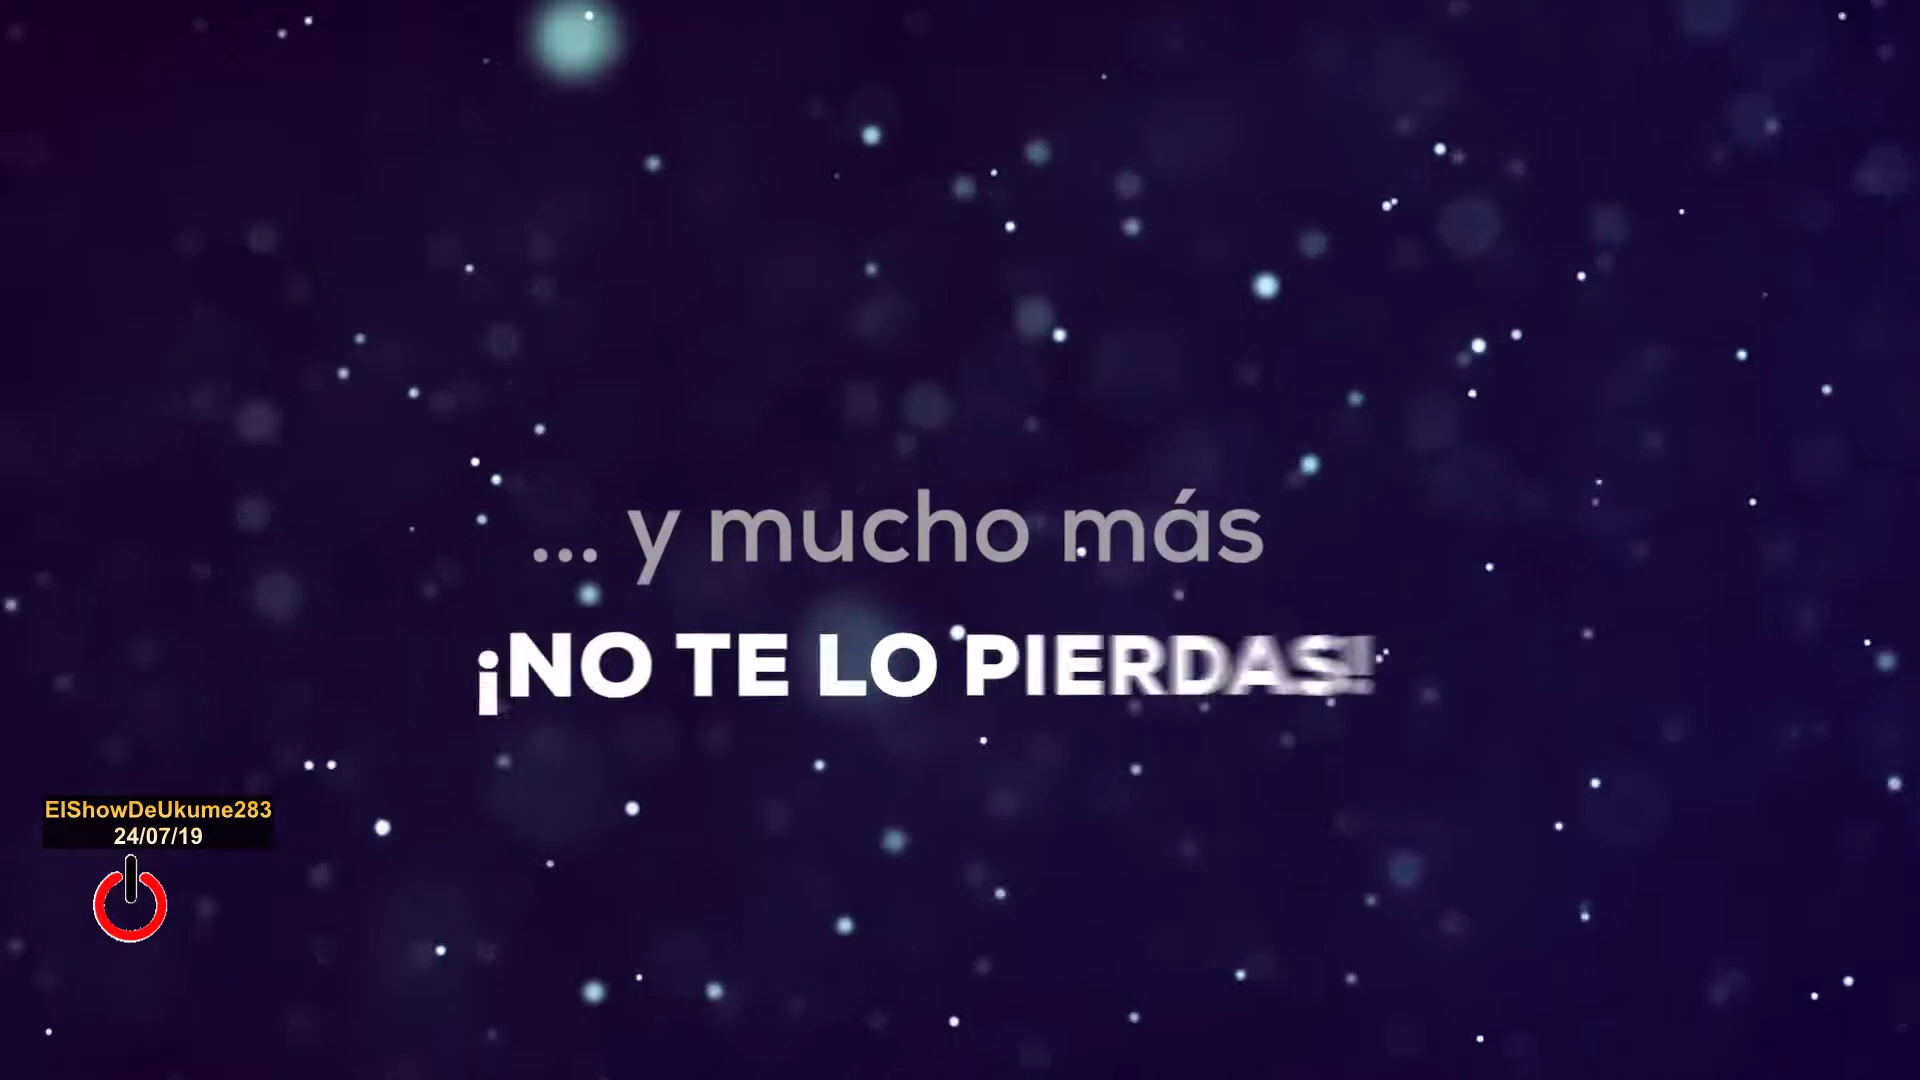 ... y mucho más
¡NO TE LO PIERDAS!
ElShowDeUkume283
24/07/19